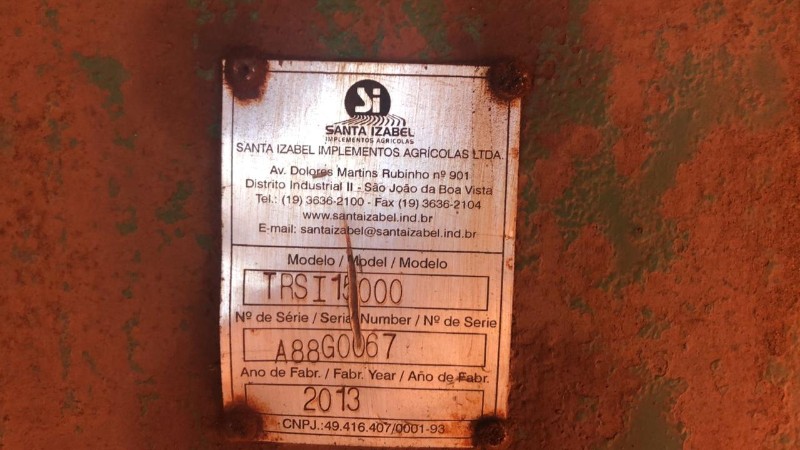 Si
SANTA IZABEL
IMPLEMENTOS AGRÍCOLAS
SANTA IZABEL IMPLEMENTOS AGRÍCOLAS LTDA.
Av. Dolores Martins Rubinho nº 901
Distrito Industrial II - São João da Boa Vista
Tel.: (19) 3636-2100 - Fax (19) 3636-2104
www.santaizabel.ind.br
E-mail: santaizabel@santaizabel.ind.br
Modelo / Model / Modelo
TRSI15000
Nº de Série / Serial Number / Nº de Serie
A88G0067
Ano de Fabr. / Fabr. Year / Año de Fabr.
2013
CNPJ.:49.416.407/0001-93